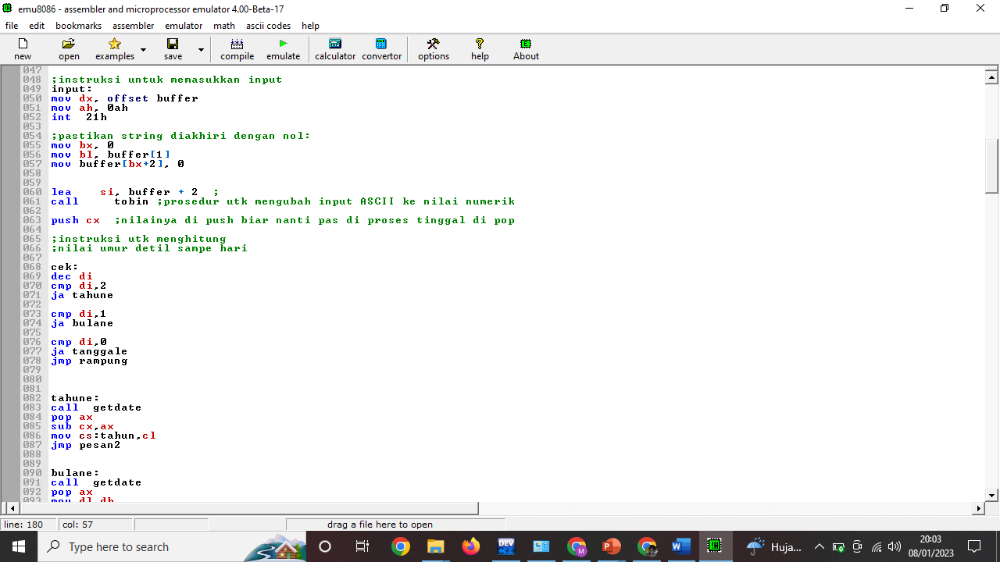 emu8086 - assembler and microprocessor emulator 4.00-Beta-17
file edit bookmarks assembler emulator math ascii codes help
new open examples save compile emulate calculator convertor options help About
047
048 ;instruksi untuk memasukkan input
049 input:
050 mov dx, offset buffer
051 mov ah, 0ah
052 int  21h
053
054 ;pastikan string diakhiri dengan nol:
055 mov bx, 0
056 mov bl, buffer[1]
057 mov buffer[bx+2], 0
058
059
060 lea    si, buffer + 2  ;
061 call     tobin ;prosedur utk mengubah input ASCII ke nilai numerik
062
063 push cx  ;nilainya di push biar nanti pas di proses tinggal di pop
064
065 ;instruksi utk menghitung
066 ;nilai umur detil sampe hari
067
068 cek:
069 dec di
070 cmp di,2
071 ja tahune
072
073 cmp di,1
074 ja bulane
075
076 cmp di,0
077 ja tanggale
078 jmp rampung
079
080
081
082 tahune:
083 call  getdate
084 pop ax
085 sub cx,ax
086 mov cs:tahun,cl
087 jmp pesan2
088
089
090 bulane:
091 call  getdate
092 pop ax
093 mov dl,dh
line: 180 col: 57 drag a file here to open
Type here to search
DEV
Huja...
20:03
08/01/2023